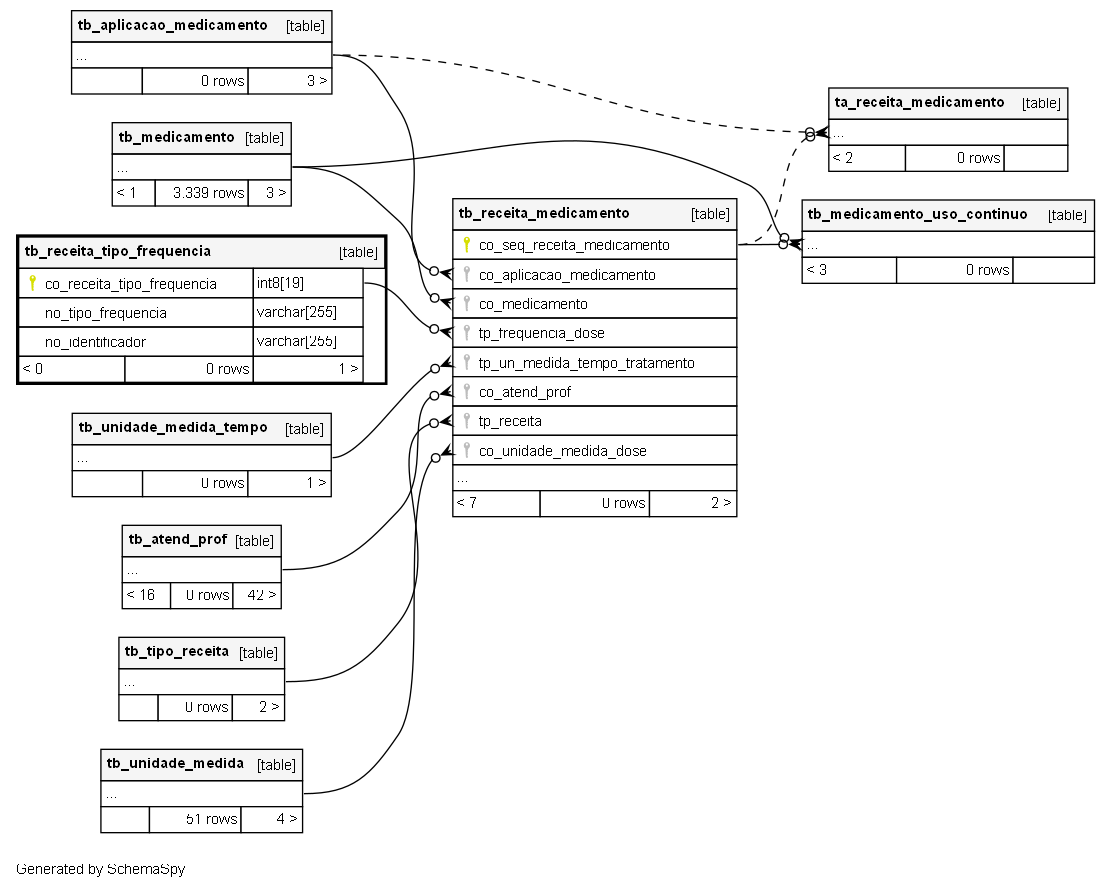 tb_aplicacao_medicamento [table]
...
0 rows 3 >
tb_medicamento [table]
...
< 1 3.339 rows 3 >
tb_receita_tipo_frequencia [table]
co_receita_tipo_frequencia int8[19]
no_tipo_frequencia varchar[255]
no_identificador varchar[255]
< 0 0 rows 1 >
tb_unidade_medida_tempo [table]
...
0 rows 1 >
tb_atend_prof [table]
...
< 16 0 rows 42 >
tb_tipo_receita [table]
...
0 rows 2 >
tb_unidade_medida [table]
...
51 rows 4 >
tb_receita_medicamento [table]
co_seq_receita_medicamento
co_aplicacao_medicamento
co_medicamento
tp_frequencia_dose
tp_un_medida_tempo_tratamento
co_atend_prof
tp_receita
co_unidade_medida_dose
...
< 7 0 rows 2 >
ta_receita_medicamento [table]
...
< 2 0 rows
tb_medicamento_uso_continuo [table]
...
< 3 0 rows
Generated by SchemaSpy